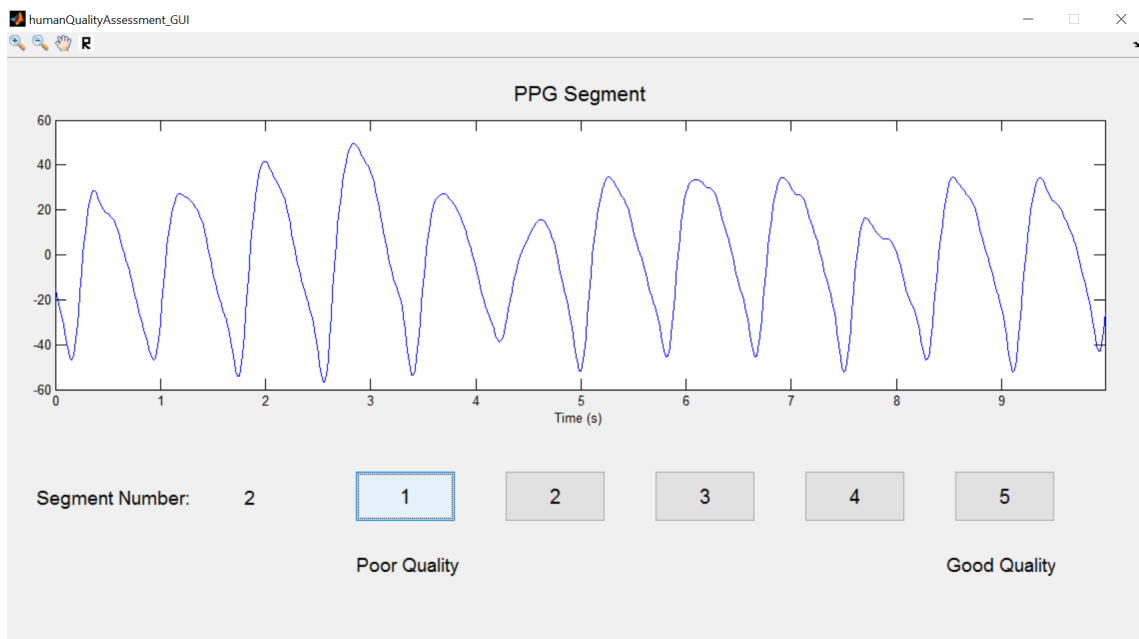 humanQualityAssessment_GUI
R
PPG Segment
60
40
20
0
-20
-40
-60
0 1 2 3 4 5 6 7 8 9
Time (s)
Segment Number: 2 1 2 3 4 5
Poor Quality Good Quality